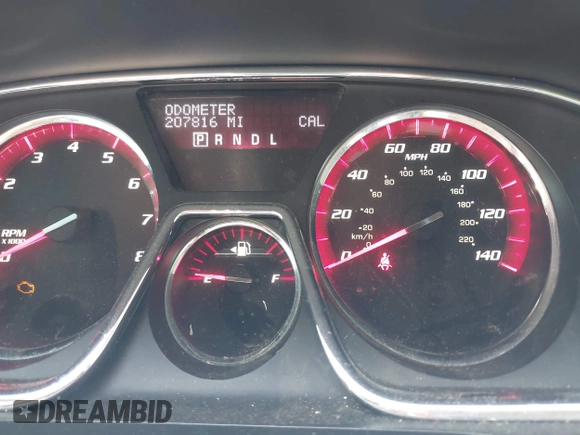 ODOMETER
207816 MI CAL
P R N D L
2 3 4 5 6 7 8
RPM
x 1000
0
E F
0 20 40 60 80 100 120 140
MPH
0 20 40 60 80 100 120 140 160 180 200 220
km/h
DREAMBID